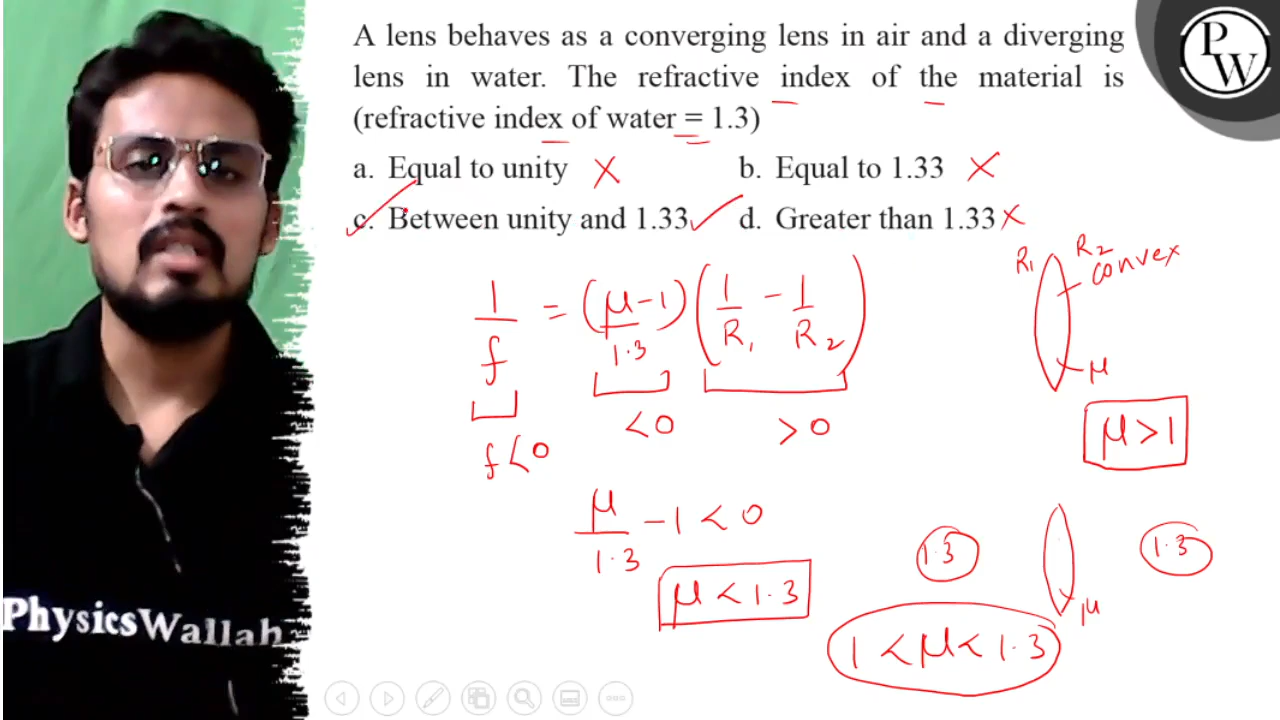 A lens behaves as a converging lens in air and a diverging
lens in water. The refractive index of the material is
(refractive index of water = 1.3)
a. Equal to unity ✗ b. Equal to 1.33 ✗
c. Between unity and 1.33 ✓ d. Greater than 1.33 ✗
PW
R₁ R₂
convex
1/f = (μ/1.3 - 1) (1/R₁ - 1/R₂)
μ
<0 >0
f<0
μ>1
μ/1.3 - 1 < 0
1.3 1.3
μ < 1.3
μ
1 < μ < 1.3
PhysicsWallah